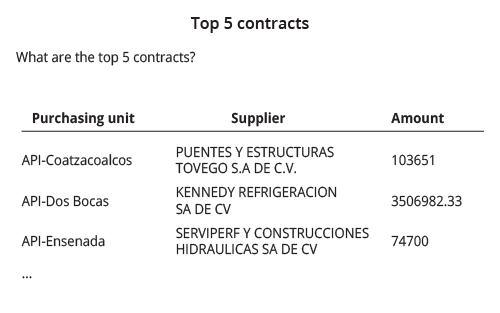 Top 5 contracts
What are the top 5 contracts?
Purchasing unit Supplier Amount
API-Coatzacoalcos PUENTES Y ESTRUCTURAS TOVEGO S.A DE C.V. 103651
API-Dos Bocas KENNEDY REFRIGERACION SA DE CV 3506982.33
API-Ensenada SERVIPERF Y CONSTRUCCIONES HIDRAULICAS SA DE CV 74700
...